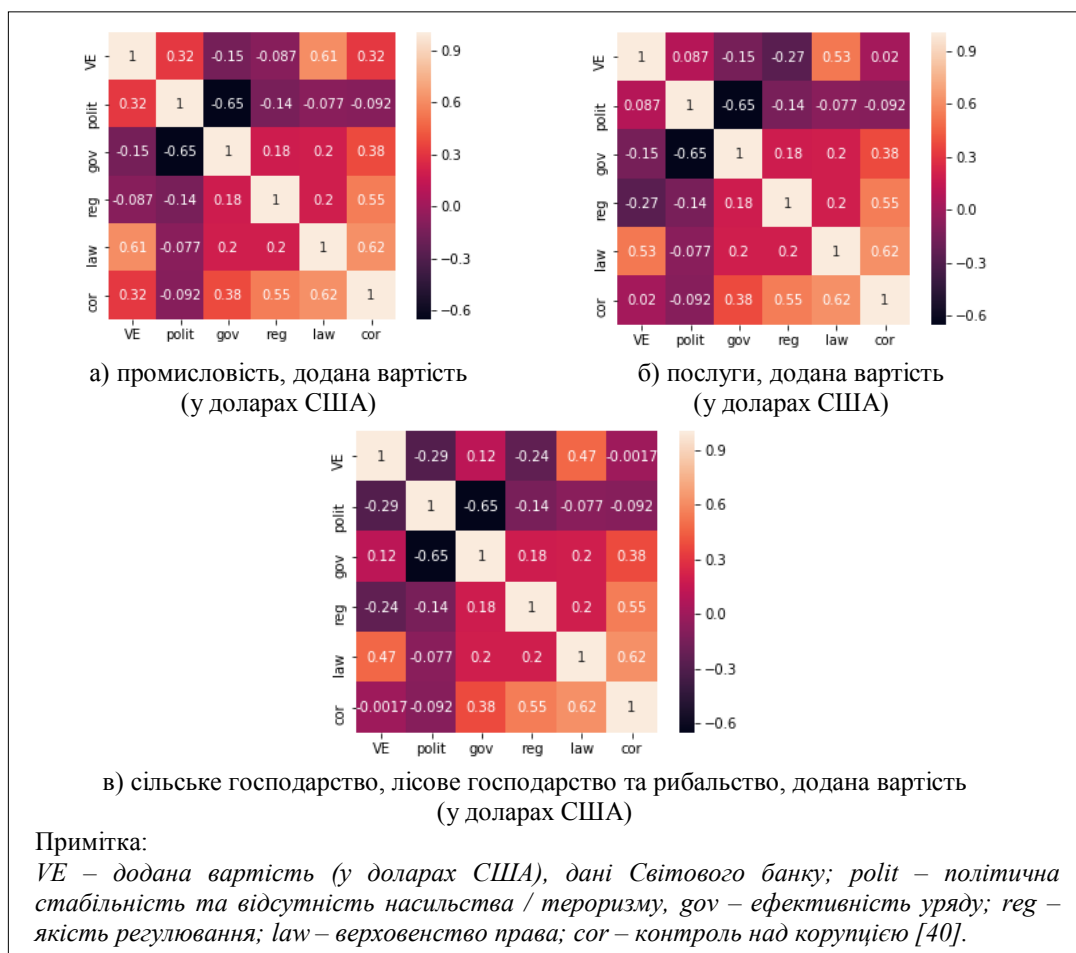 VE 1 0.32 -0.15 -0.087 0.61 0.32
polit 0.32 1 -0.65 -0.14 -0.077 -0.092
gov -0.15 -0.65 1 0.18 0.2 0.38
reg -0.087 -0.14 0.18 1 0.2 0.55
law 0.61 -0.077 0.2 0.2 1 0.62
cor 0.32 -0.092 0.38 0.55 0.62 1
VE polit gov reg law cor
0.9
0.6
0.3
0.0
−0.3
−0.6
а) промисловість, додана вартість
(у доларах США)
VE 1 0.087 -0.15 -0.27 0.53 0.02
polit 0.087 1 -0.65 -0.14 -0.077 -0.092
gov -0.15 -0.65 1 0.18 0.2 0.38
reg -0.27 -0.14 0.18 1 0.2 0.55
law 0.53 -0.077 0.2 0.2 1 0.62
cor 0.02 -0.092 0.38 0.55 0.62 1
VE polit gov reg law cor
0.9
0.6
0.3
0.0
−0.3
−0.6
б) послуги, додана вартість
(у доларах США)
VE 1 -0.29 0.12 -0.24 0.47 -0.0017
polit -0.29 1 -0.65 -0.14 -0.077 -0.092
gov 0.12 -0.65 1 0.18 0.2 0.38
reg -0.24 -0.14 0.18 1 0.2 0.55
law 0.47 -0.077 0.2 0.2 1 0.62
cor -0.0017 -0.092 0.38 0.55 0.62 1
VE polit gov reg law cor
0.9
0.6
0.3
0.0
−0.3
−0.6
в) сільське господарство, лісове господарство та рибальство, додана вартість
(у доларах США)
Примітка:
VE – додана вартість (у доларах США), дані Світового банку; polit – політична
стабільність та відсутність насильства / тероризму, gov – ефективність уряду; reg –
якість регулювання; law – верховенство права; cor – контроль над корупцією [40].